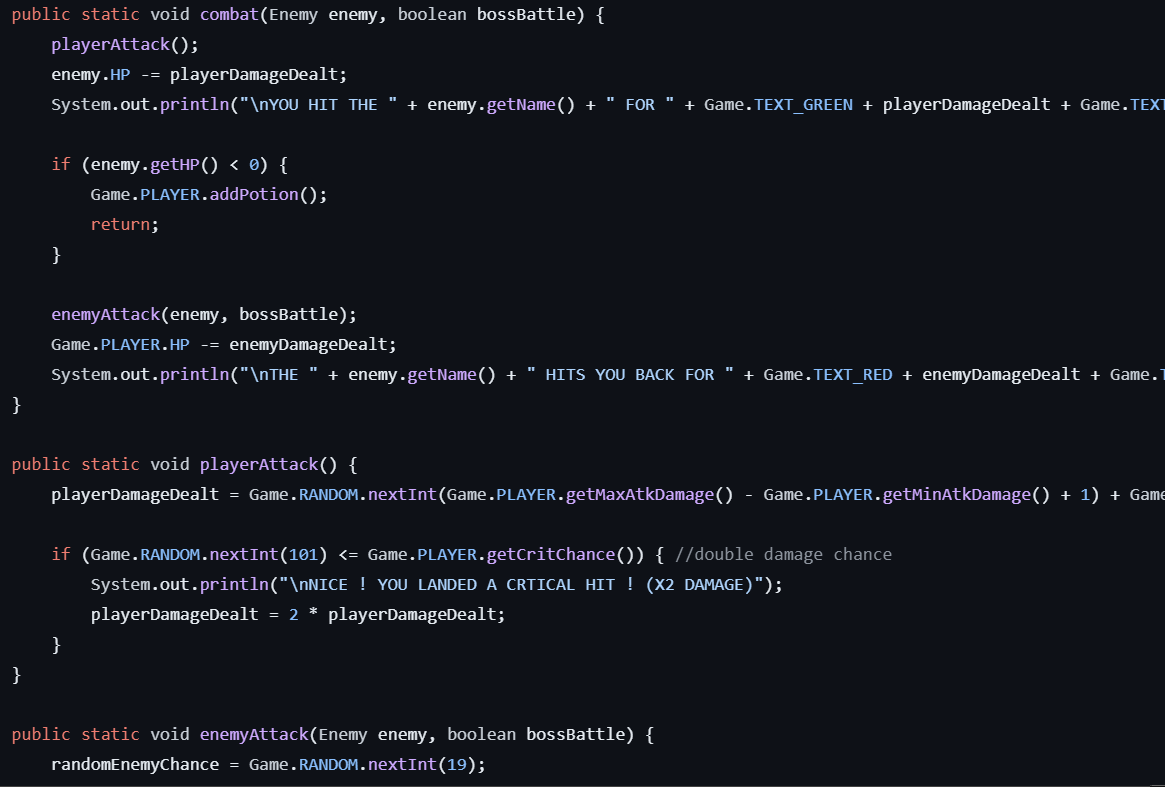 public static void combat(Enemy enemy, boolean bossBattle) {
playerAttack();
enemy.HP -= playerDamageDealt;
System.out.println("\nYOU HIT THE " + enemy.getName() + " FOR " + Game.TEXT_GREEN + playerDamageDealt + Game.TEXT
if (enemy.getHP() < 0) {
Game.PLAYER.addPotion();
return;
}
enemyAttack(enemy, bossBattle);
Game.PLAYER.HP -= enemyDamageDealt;
System.out.println("\nTHE " + enemy.getName() + " HITS YOU BACK FOR " + Game.TEXT_RED + enemyDamageDealt + Game.T
}
public static void playerAttack() {
playerDamageDealt = Game.RANDOM.nextInt(Game.PLAYER.getMaxAtkDamage() - Game.PLAYER.getMinAtkDamage() + 1) + Game
if (Game.RANDOM.nextInt(101) <= Game.PLAYER.getCritChance()) { //double damage chance
System.out.println("\nNICE ! YOU LANDED A CRTICAL HIT ! (X2 DAMAGE)");
playerDamageDealt = 2 * playerDamageDealt;
}
}
public static void enemyAttack(Enemy enemy, boolean bossBattle) {
randomEnemyChance = Game.RANDOM.nextInt(19);